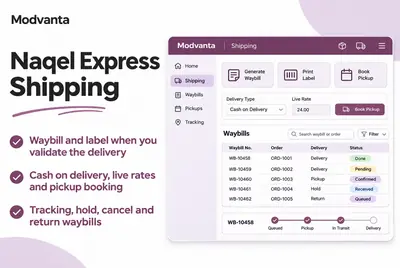 Modvanta
Naqel Express
Shipping
Waybill and label when you
validate the delivery
Cash on delivery, live rates
and pickup booking
Tracking, hold, cancel and
return waybills
Modvanta
Shipping
Home
Shipping
Waybills
Pickups
Tracking
Generate
Waybill
Print
Label
Book
Pickup
Delivery Type
Live Rate
Cash on Delivery
24.00
Book Pickup
Waybills
Search waybill or order
Filter
Waybill No. Order Delivery Status
WB-10458 ORD-1001 Delivery Done
WB-10459 ORD-1002 Delivery Pending
WB-10460 ORD-1003 Pickup Confirmed
WB-10461 ORD-1004 Hold Received
WB-10462 ORD-1005 Return Queued
WB-10458
Queued Pickup In Transit Delivery